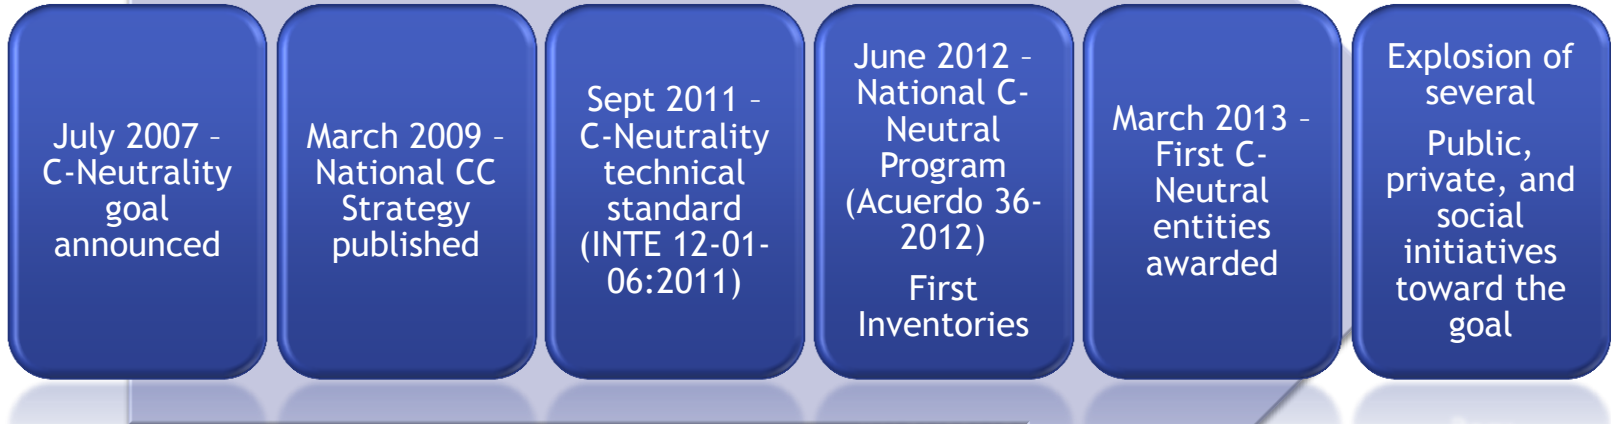 July 2007 –
C-Neutrality
goal
announced
March 2009 –
National CC
Strategy
published
Sept 2011 –
C-Neutrality
technical
standard
(INTE 12-01-
06:2011)
June 2012 –
National C-
Neutral
Program
(Acuerdo 36-
2012)
First
Inventories
March 2013 –
First C-
Neutral
entities
awarded
Explosion of
several
Public,
private, and
social
initiatives
toward the
goal